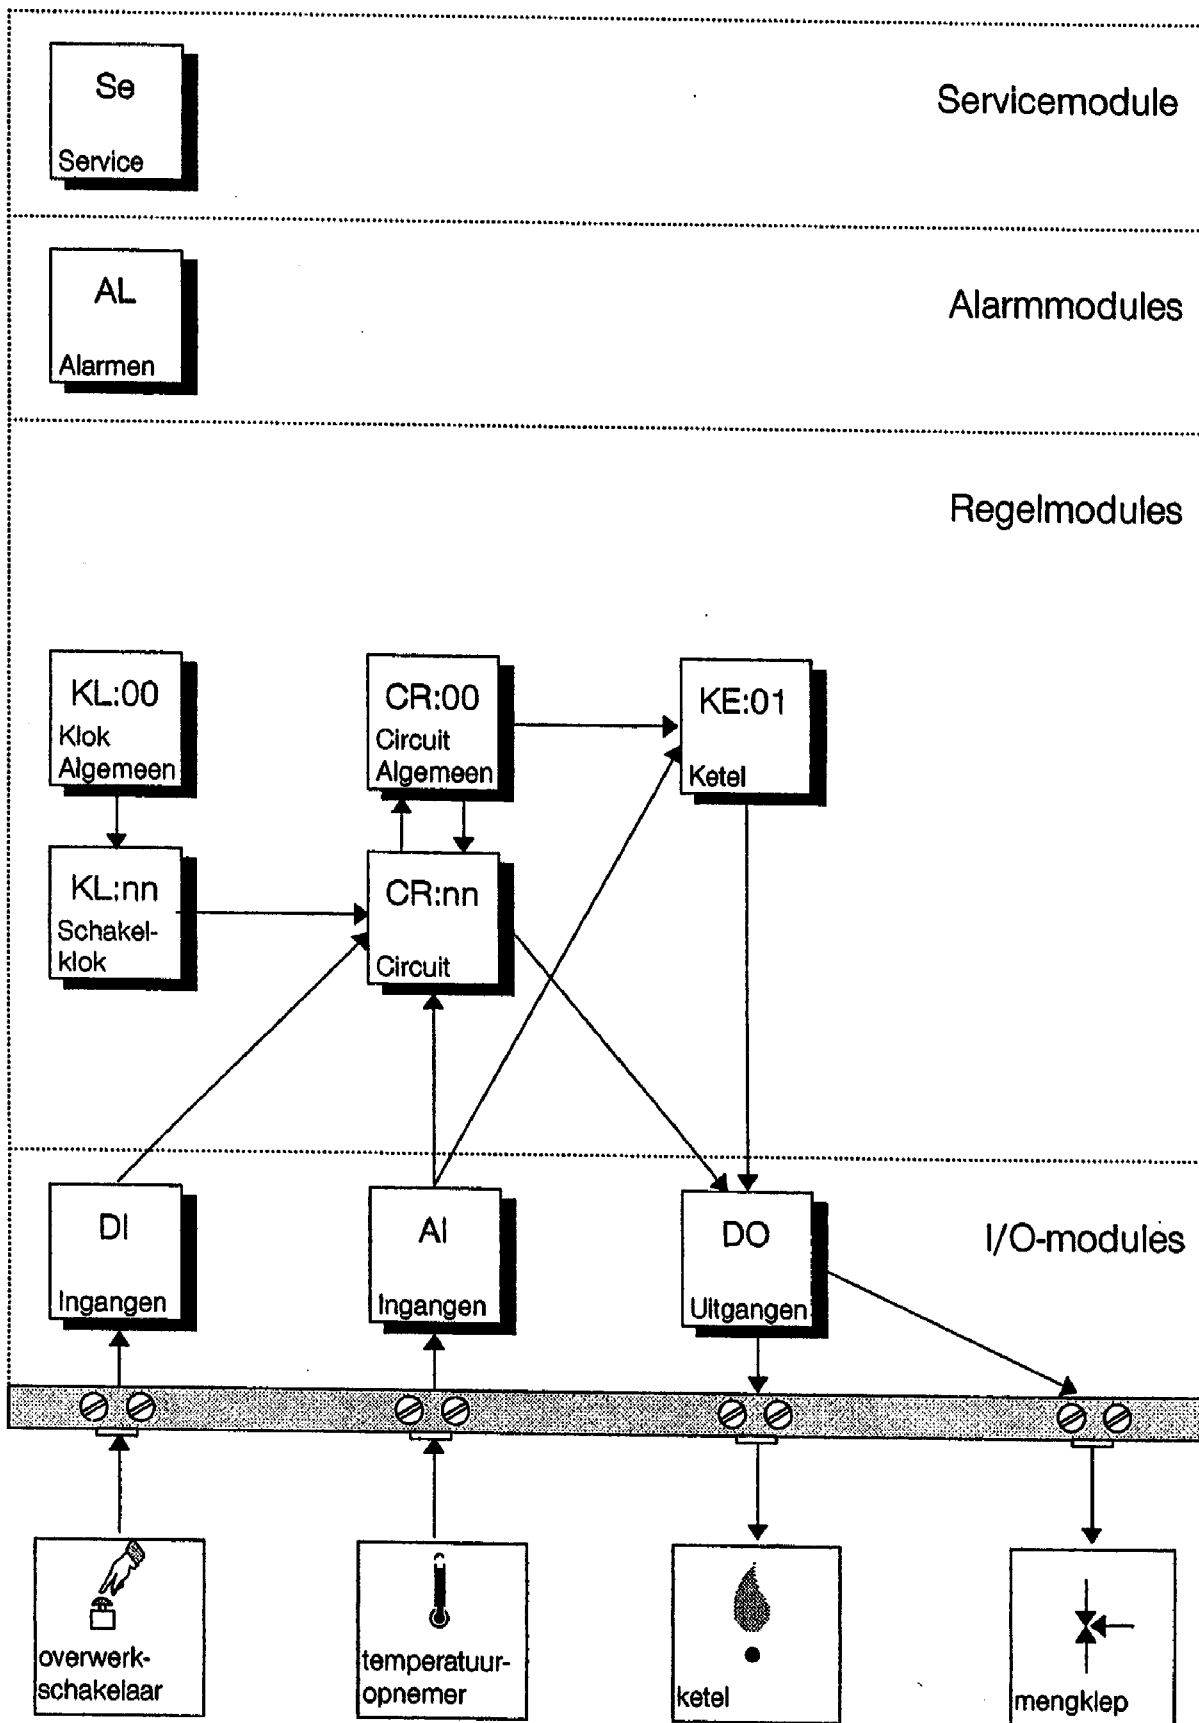 Se
Service
Servicemodule
AL
Alarmen
Alarmmodules
Regelmodules
KL:00
Klok
Algemeen
CR:00
Circuit
Algemeen
KE:01
Ketel
KL:nn
Schakel-
klok
CR:nn
Circuit
DI
Ingangen
AI
Ingangen
DO
Uitgangen
I/O-modules
overwerk-
schakelaar
temperatuur-
opnemer
ketel
mengklep